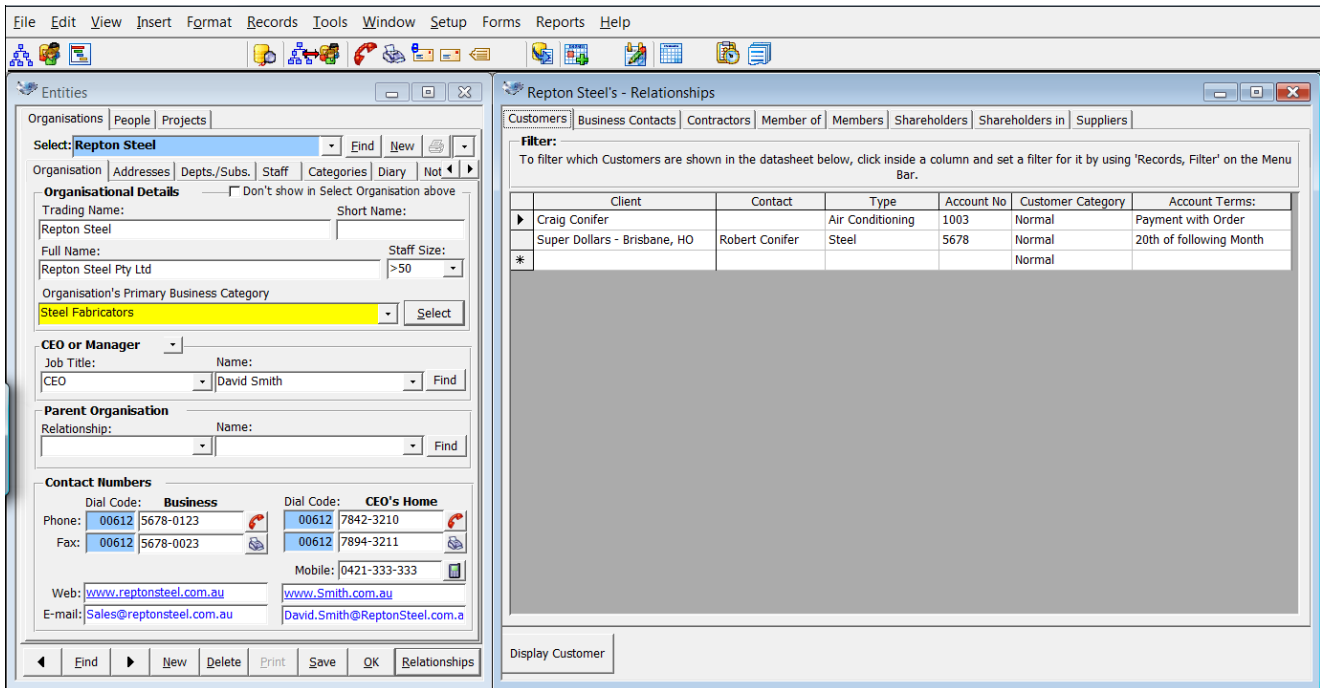 File Edit View Insert Format Records Tools Window Setup Forms Reports Help
Entities
Organisations People Projects
Select: Repton Steel Find New
Organisation Addresses Depts./Subs. Staff Categories Diary Not
Organisational Details Don't show in Select Organisation above
Trading Name: Short Name:
Repton Steel
Full Name: Staff Size:
Repton Steel Pty Ltd >50
Organisation's Primary Business Category
Steel Fabricators Select
CEO or Manager
Job Title: Name:
CEO David Smith Find
Parent Organisation
Relationship: Name:
Find
Contact Numbers
Dial Code: Business Dial Code: CEO's Home
Phone: 00612 5678-0123 00612 7842-3210
Fax: 00612 5678-0023 00612 7894-3211
Mobile: 0421-333-333
Web: www.reptonsteel.com.au www.Smith.com.au
E-mail: Sales@reptonsteel.com.au David.Smith@ReptonSteel.com.a
Find New Delete Print Save OK Relationships
Repton Steel's - Relationships
Customers Business Contacts Contractors Member of Members Shareholders Shareholders in Suppliers
Filter:
To filter which Customers are shown in the datasheet below, click inside a column and set a filter for it by using 'Records, Filter' on the Menu
Bar.
Client Contact Type Account No Customer Category Account Terms:
Craig Conifer Air Conditioning 1003 Normal Payment with Order
Super Dollars - Brisbane, HO Robert Conifer Steel 5678 Normal 20th of following Month
Normal
Display Customer